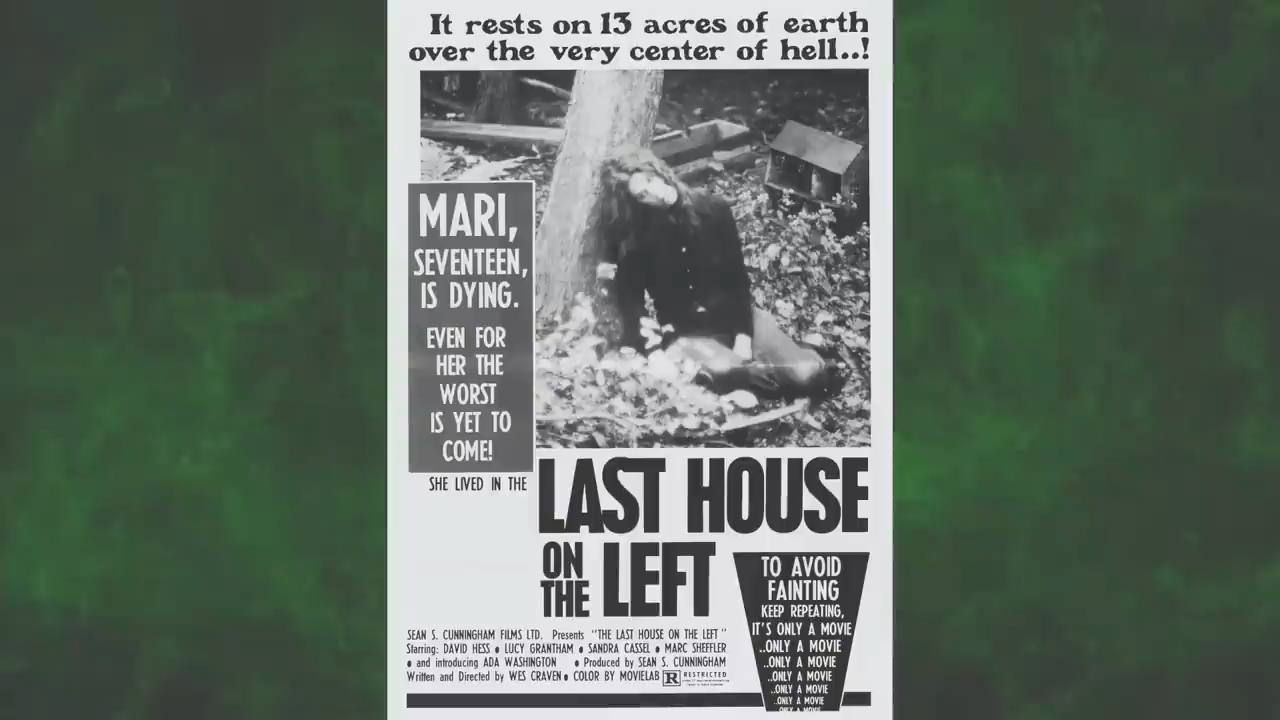 It rests on 13 acres of earth
over the very center of hell..!
MARI,
SEVENTEEN,
IS DYING.
EVEN FOR
HER THE
WORST
IS YET TO
COME!
SHE LIVED IN THE
LAST HOUSE
ON
THE
LEFT
TO AVOID
FAINTING
KEEP REPEATING,
IT'S ONLY A MOVIE
..ONLY A MOVIE
..ONLY A MOVIE
..ONLY A MOVIE
..ONLY A MOVIE
..ONLY A MOVIE
ONLY A MOVIE
SEAN S. CUNNINGHAM FILMS LTD. Presents "THE LAST HOUSE ON THE LEFT"
Starring: DAVID HESS • LUCY GRANTHAM • SANDRA CASSEL • MARC SHEFFLER
• and introducing ADA WASHINGTON • Produced by SEAN S. CUNNINGHAM
Written and Directed by WES CRAVEN • COLOR BY MOVIELAB R RESTRICTED